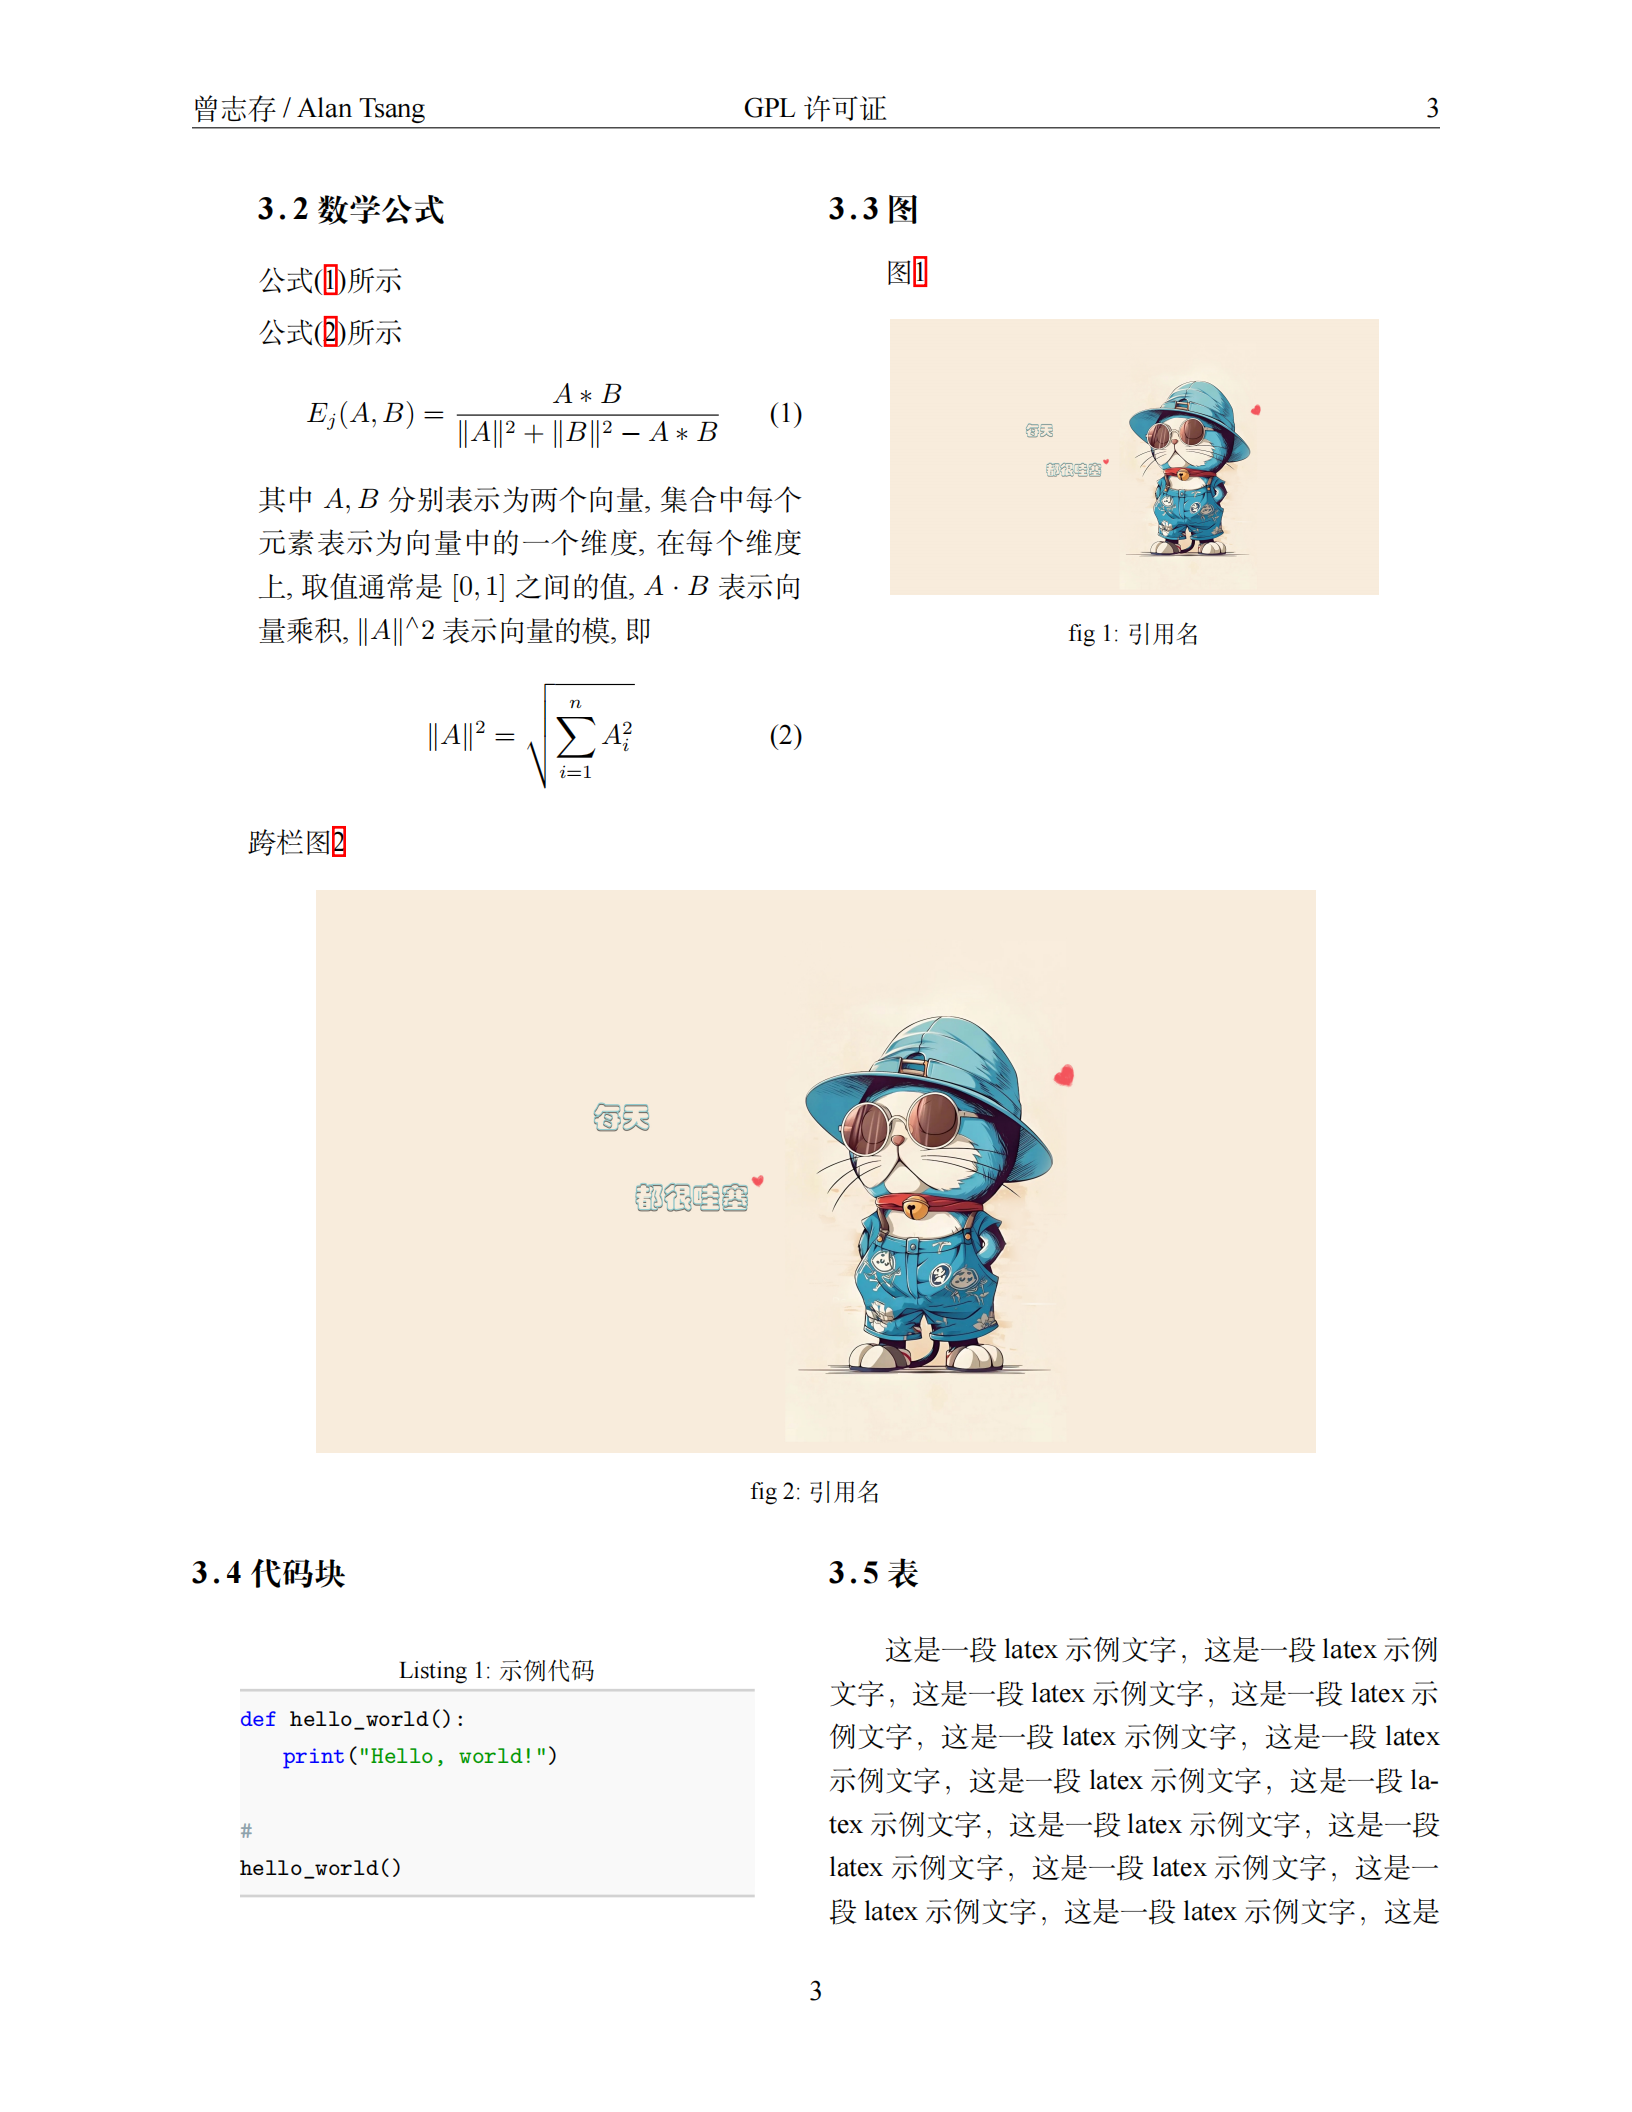 曾志存 / Alan Tsang GPL 许可证 3
3.2 数学公式
公式(1)所示
公式(2)所示
E_j(A, B) = \frac{A * B}{\|A\|^2 + \|B\|^2 - A * B} (1)
其中 A, B 分别表示为两个向量, 集合中每个
元素表示为向量中的一个维度, 在每个维度
上, 取值通常是 [0, 1] 之间的值, A · B 表示向
量乘积, ‖A‖^2 表示向量的模, 即
\|A\|^2 = \sqrt{\sum_{i=1}^{n} A_i^2} (2)
3.3 图
图1
每天
都很哇塞
fig 1: 引用名
跨栏图2
每天
都很哇塞
fig 2: 引用名
3.4 代码块
Listing 1: 示例代码
def hello_world():
    print("Hello, world!")
#
hello_world()
3.5 表
这是一段 latex 示例文字，这是一段 latex 示例
文字，这是一段 latex 示例文字，这是一段 latex 示
例文字，这是一段 latex 示例文字，这是一段 latex
示例文字，这是一段 latex 示例文字，这是一段 la-
tex 示例文字，这是一段 latex 示例文字，这是一段
latex 示例文字，这是一段 latex 示例文字，这是一
段 latex 示例文字，这是一段 latex 示例文字，这是
3